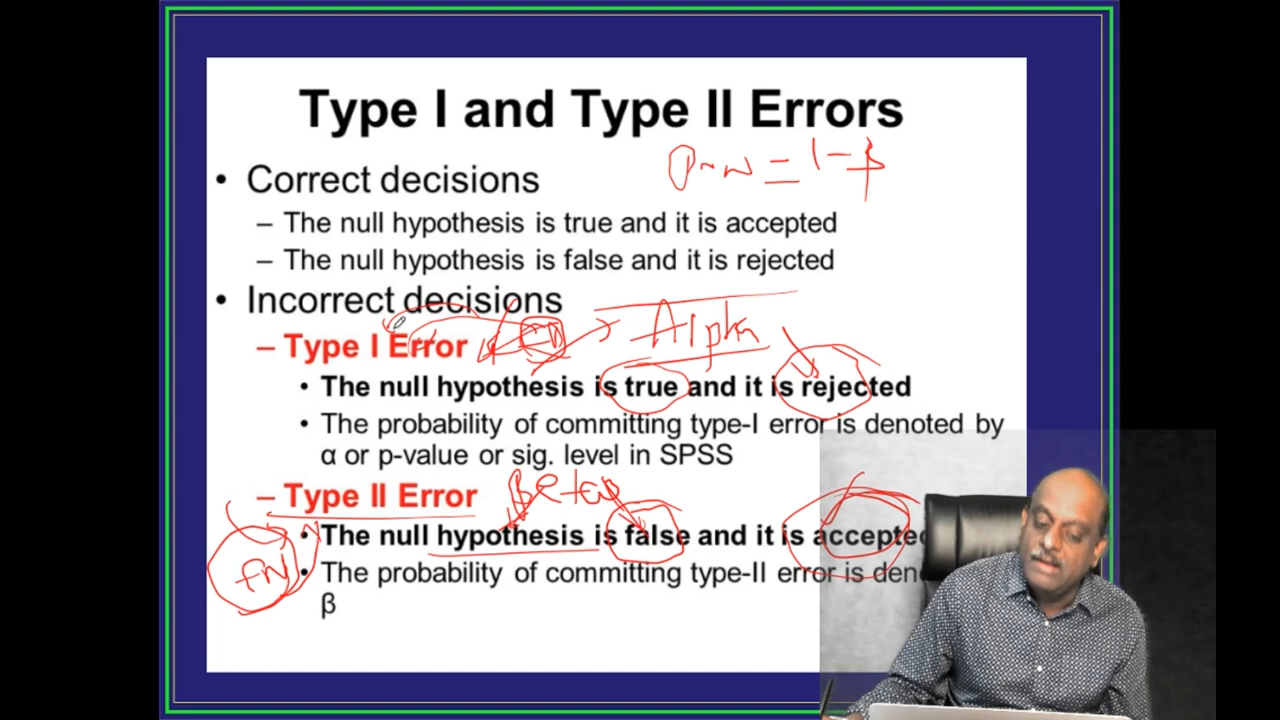 Type I and Type II Errors
= 1 - β
• Correct decisions
– The null hypothesis is true and it is accepted
– The null hypothesis is false and it is rejected
• Incorrect decisions
– Type I Error
Alpha
• The null hypothesis is true and it is rejected
• The probability of committing type-I error is denoted by
α or p-value or sig. level in SPSS
– Type II Error
Beta
• The null hypothesis is false and it is accepted
FN
• The probability of committing type-II error is
β